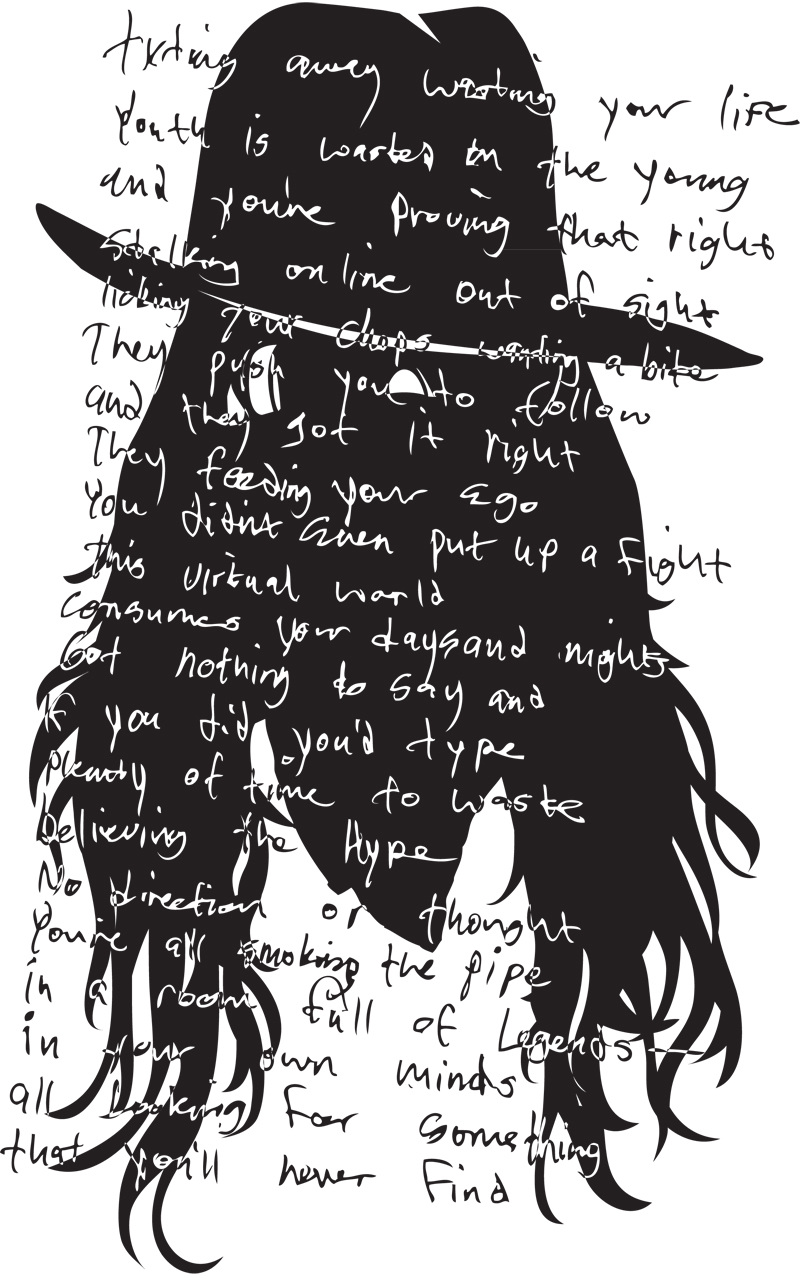 txting away wasting your life
Youth is wasted on the young
and you're proving that right
Stalking online out of sight
licking your chops wanting a bite
They push you to follow
and they got it right
They feeding your Ego
You didnt Even put up a Fight
this virtual world
consumes your days and nights
Got nothing to say and
If you did you'd type
plenty of time to waste
Believing the Hype
No direction or thought
You're all smoking the pipe
in a room full of Legends
in your own minds
all Looking For Something
that you'll never Find